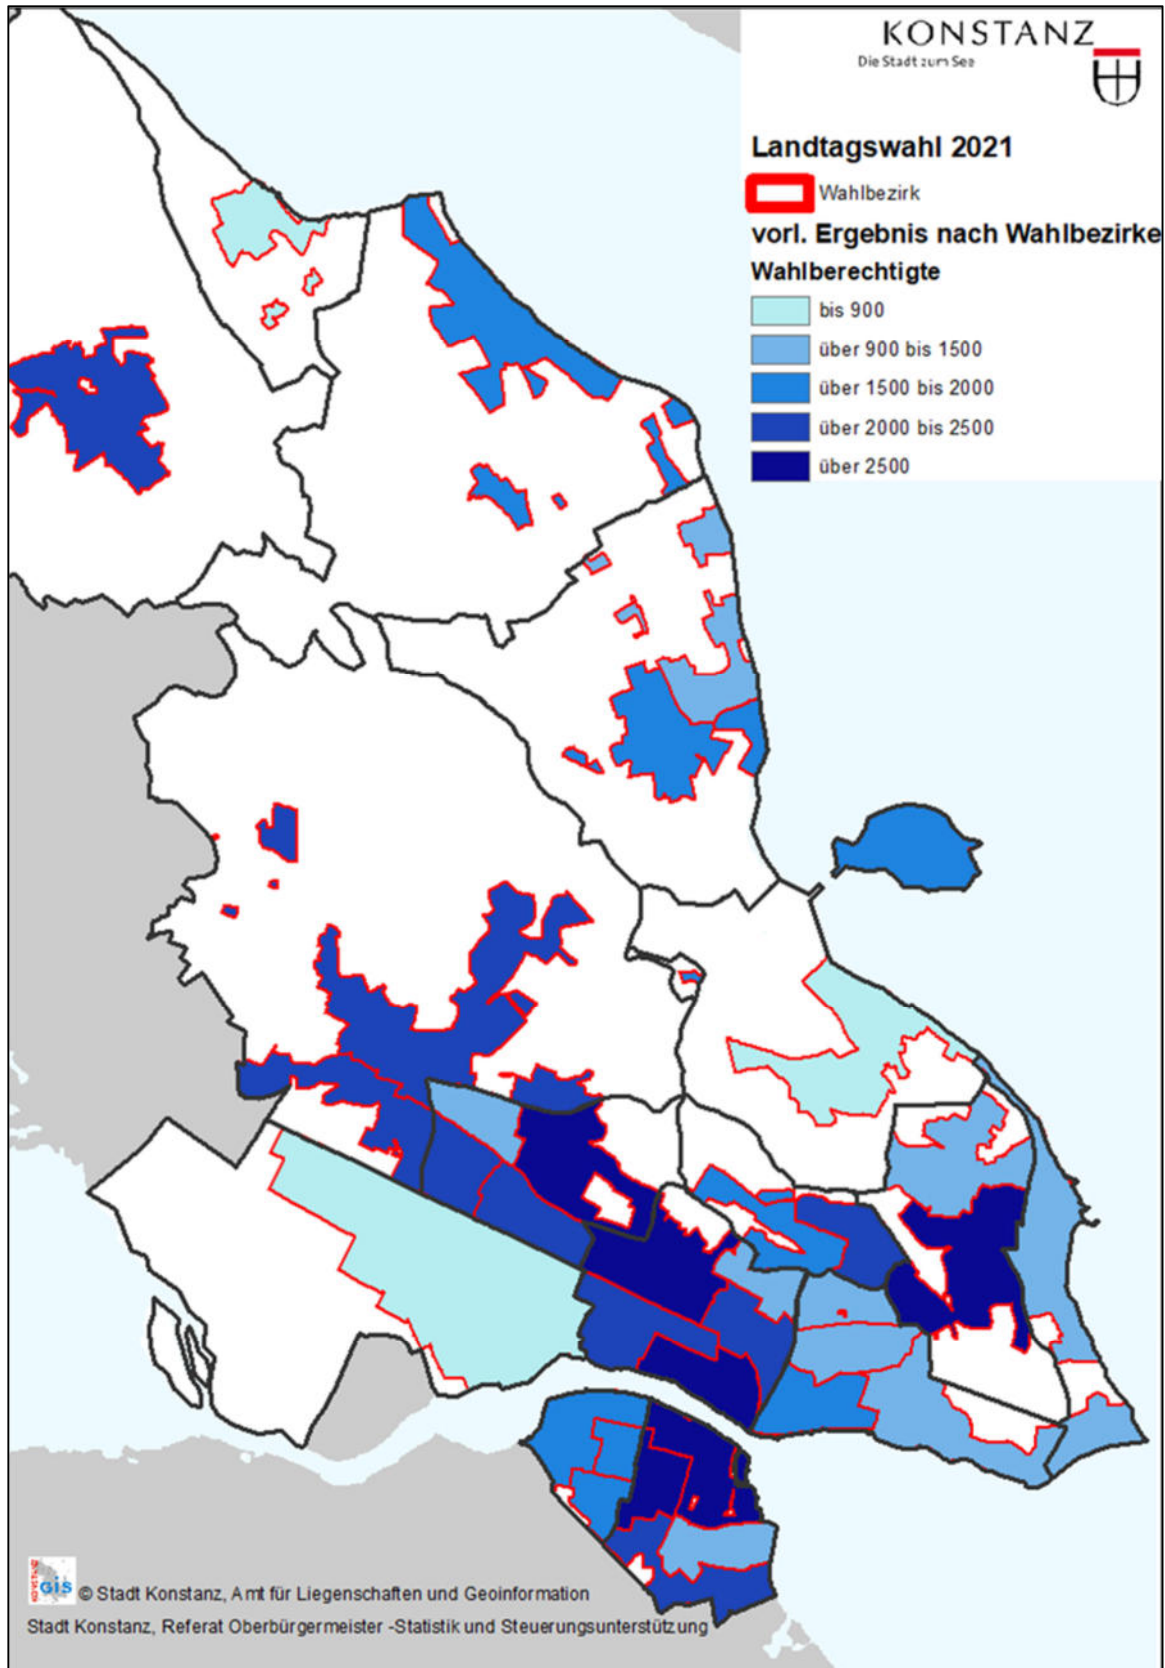 KONSTANZ
Die Stadt zum See
Landtagswahl 2021
Wahlbezirk
vorl. Ergebnis nach Wahlbezirke
Wahlberechtigte
bis 900
über 900 bis 1500
über 1500 bis 2000
über 2000 bis 2500
über 2500
KONSTANZ
GIS
© Stadt Konstanz, Amt für Liegenschaften und Geoinformation
Stadt Konstanz, Referat Oberbürgermeister -Statistik und Steuerungsunterstützung